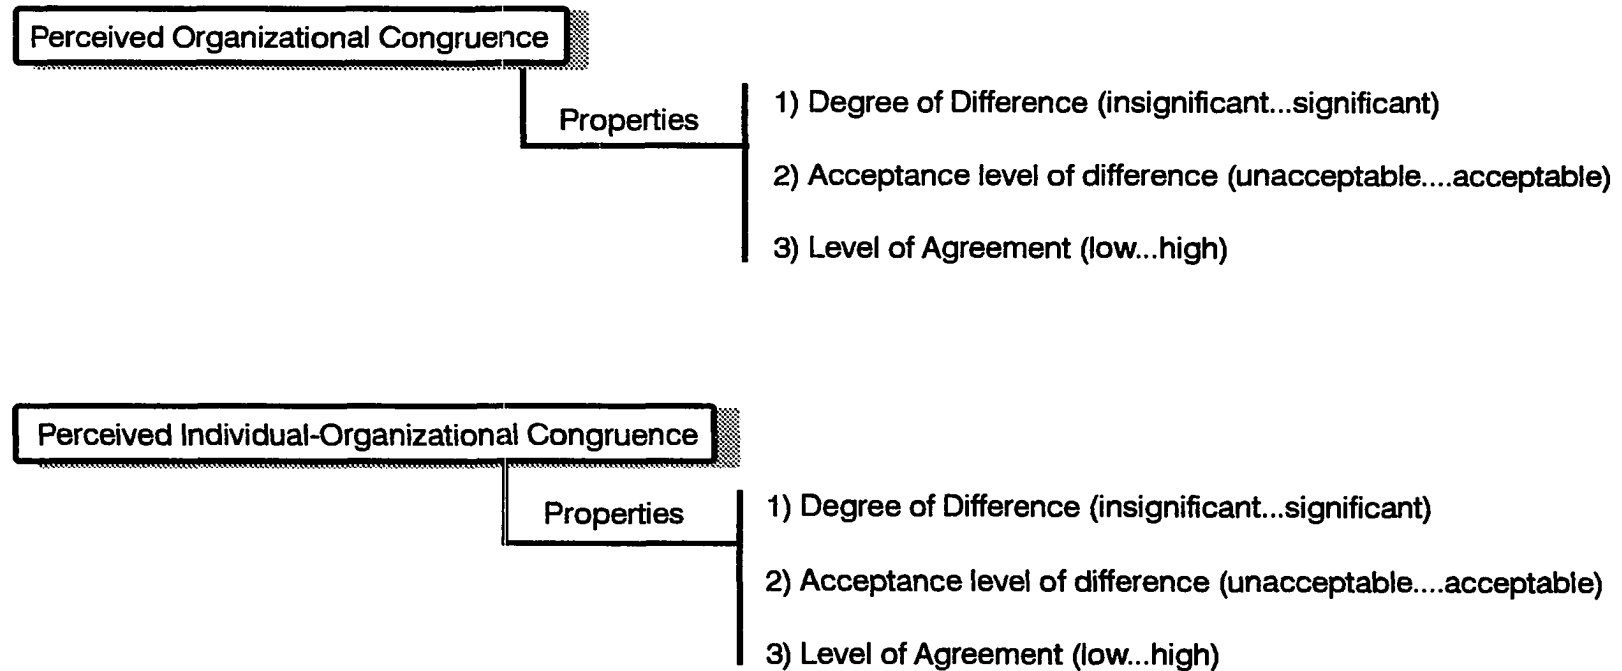 Perceived Organizational Congruence
Properties
1) Degree of Difference (insignificant...significant)
2) Acceptance level of difference (unacceptable....acceptable)
3) Level of Agreement (low...high)
Perceived Individual-Organizational Congruence
Properties
1) Degree of Difference (insignificant...significant)
2) Acceptance level of difference (unacceptable....acceptable)
3) Level of Agreement (low...high)